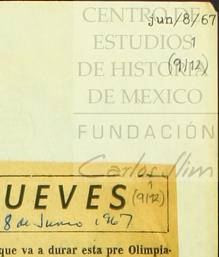 CENTRO DE
Jun/8/67
ESTUDIOS
1
(9/12)
DE HISTORIA
DE MEXICO
FUNDACIÓN
Carlos Slim
UEVES
1
(9/12)
8 de Junio 1967
que va a durar esta pre Olimpia-